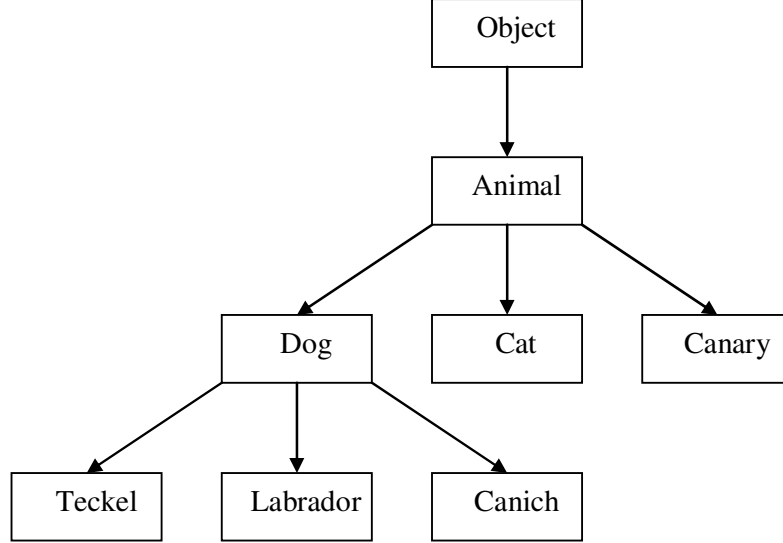 Object
Animal
Dog
Cat
Canary
Teckel
Labrador
Canich